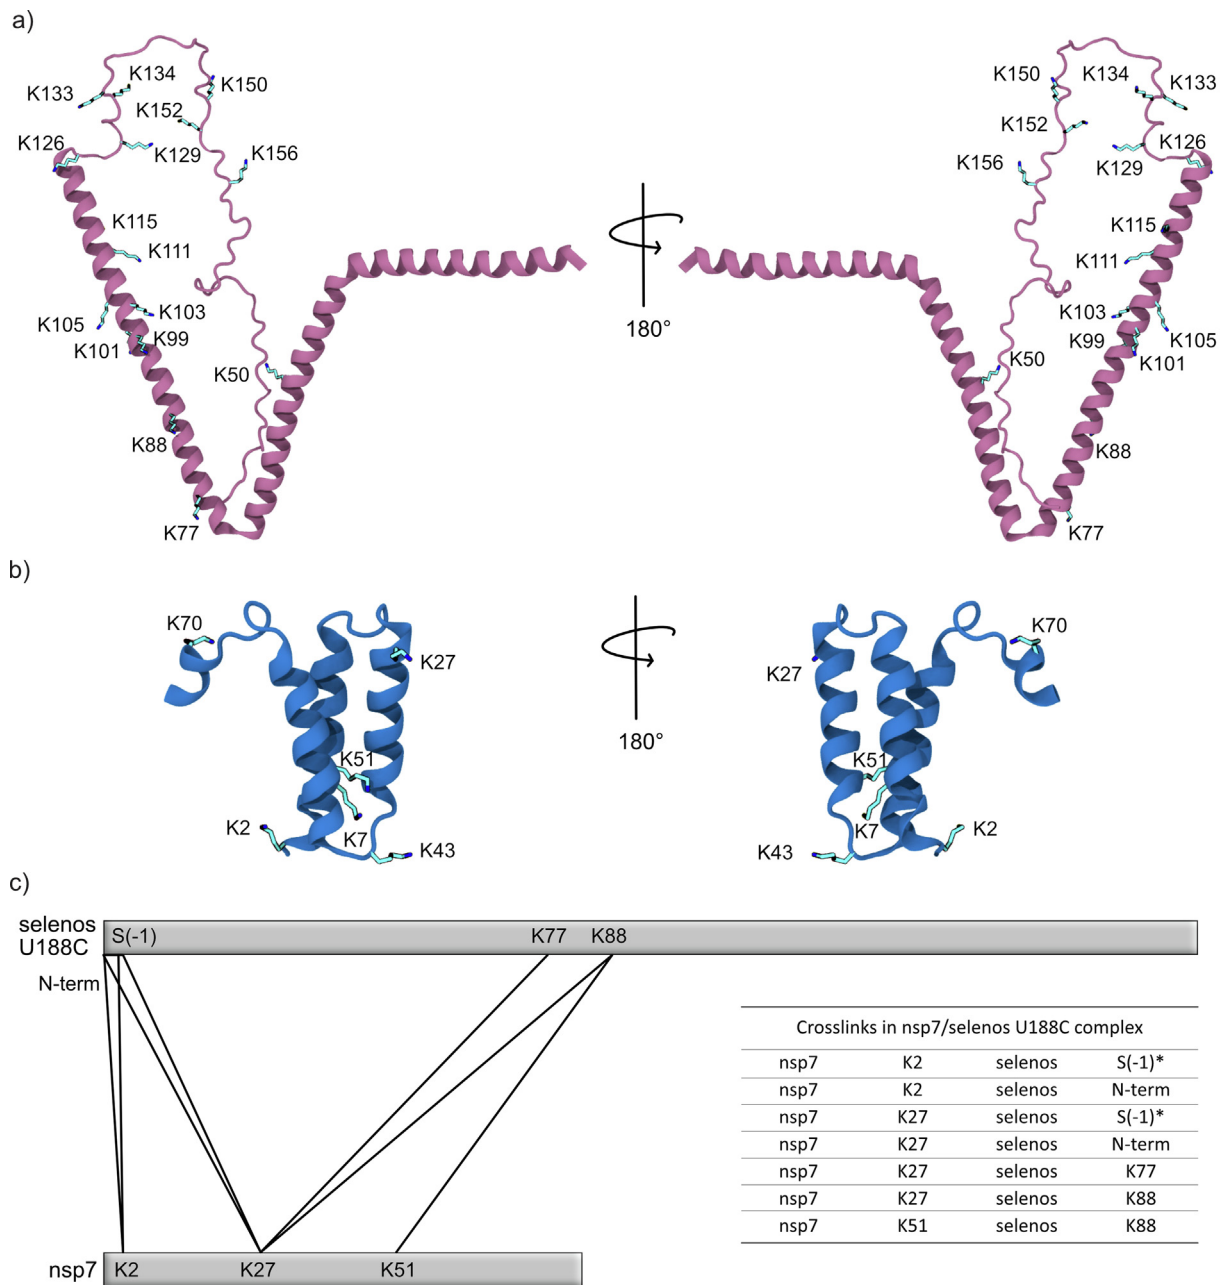 a)
K133
K134
K150
K152
K126
K129
K156
K115
K111
K105
K103
K101
K99
K50
K88
K77
180°
K150
K134
K133
K152
K126
K156
K129
K115
K111
K103
K105
K99
K101
K50
K88
K77
b)
K70
K27
K51
K7
K2
K43
180°
K70
K27
K51
K7
K2
K43
c)
selenos
U188C
S(-1)
K77
K88
N-term
nsp7
K2
K27
K51
Crosslinks in nsp7/selenos U188C complex
nsp7 K2 selenos S(-1)*
nsp7 K2 selenos N-term
nsp7 K27 selenos S(-1)*
nsp7 K27 selenos N-term
nsp7 K27 selenos K77
nsp7 K27 selenos K88
nsp7 K51 selenos K88